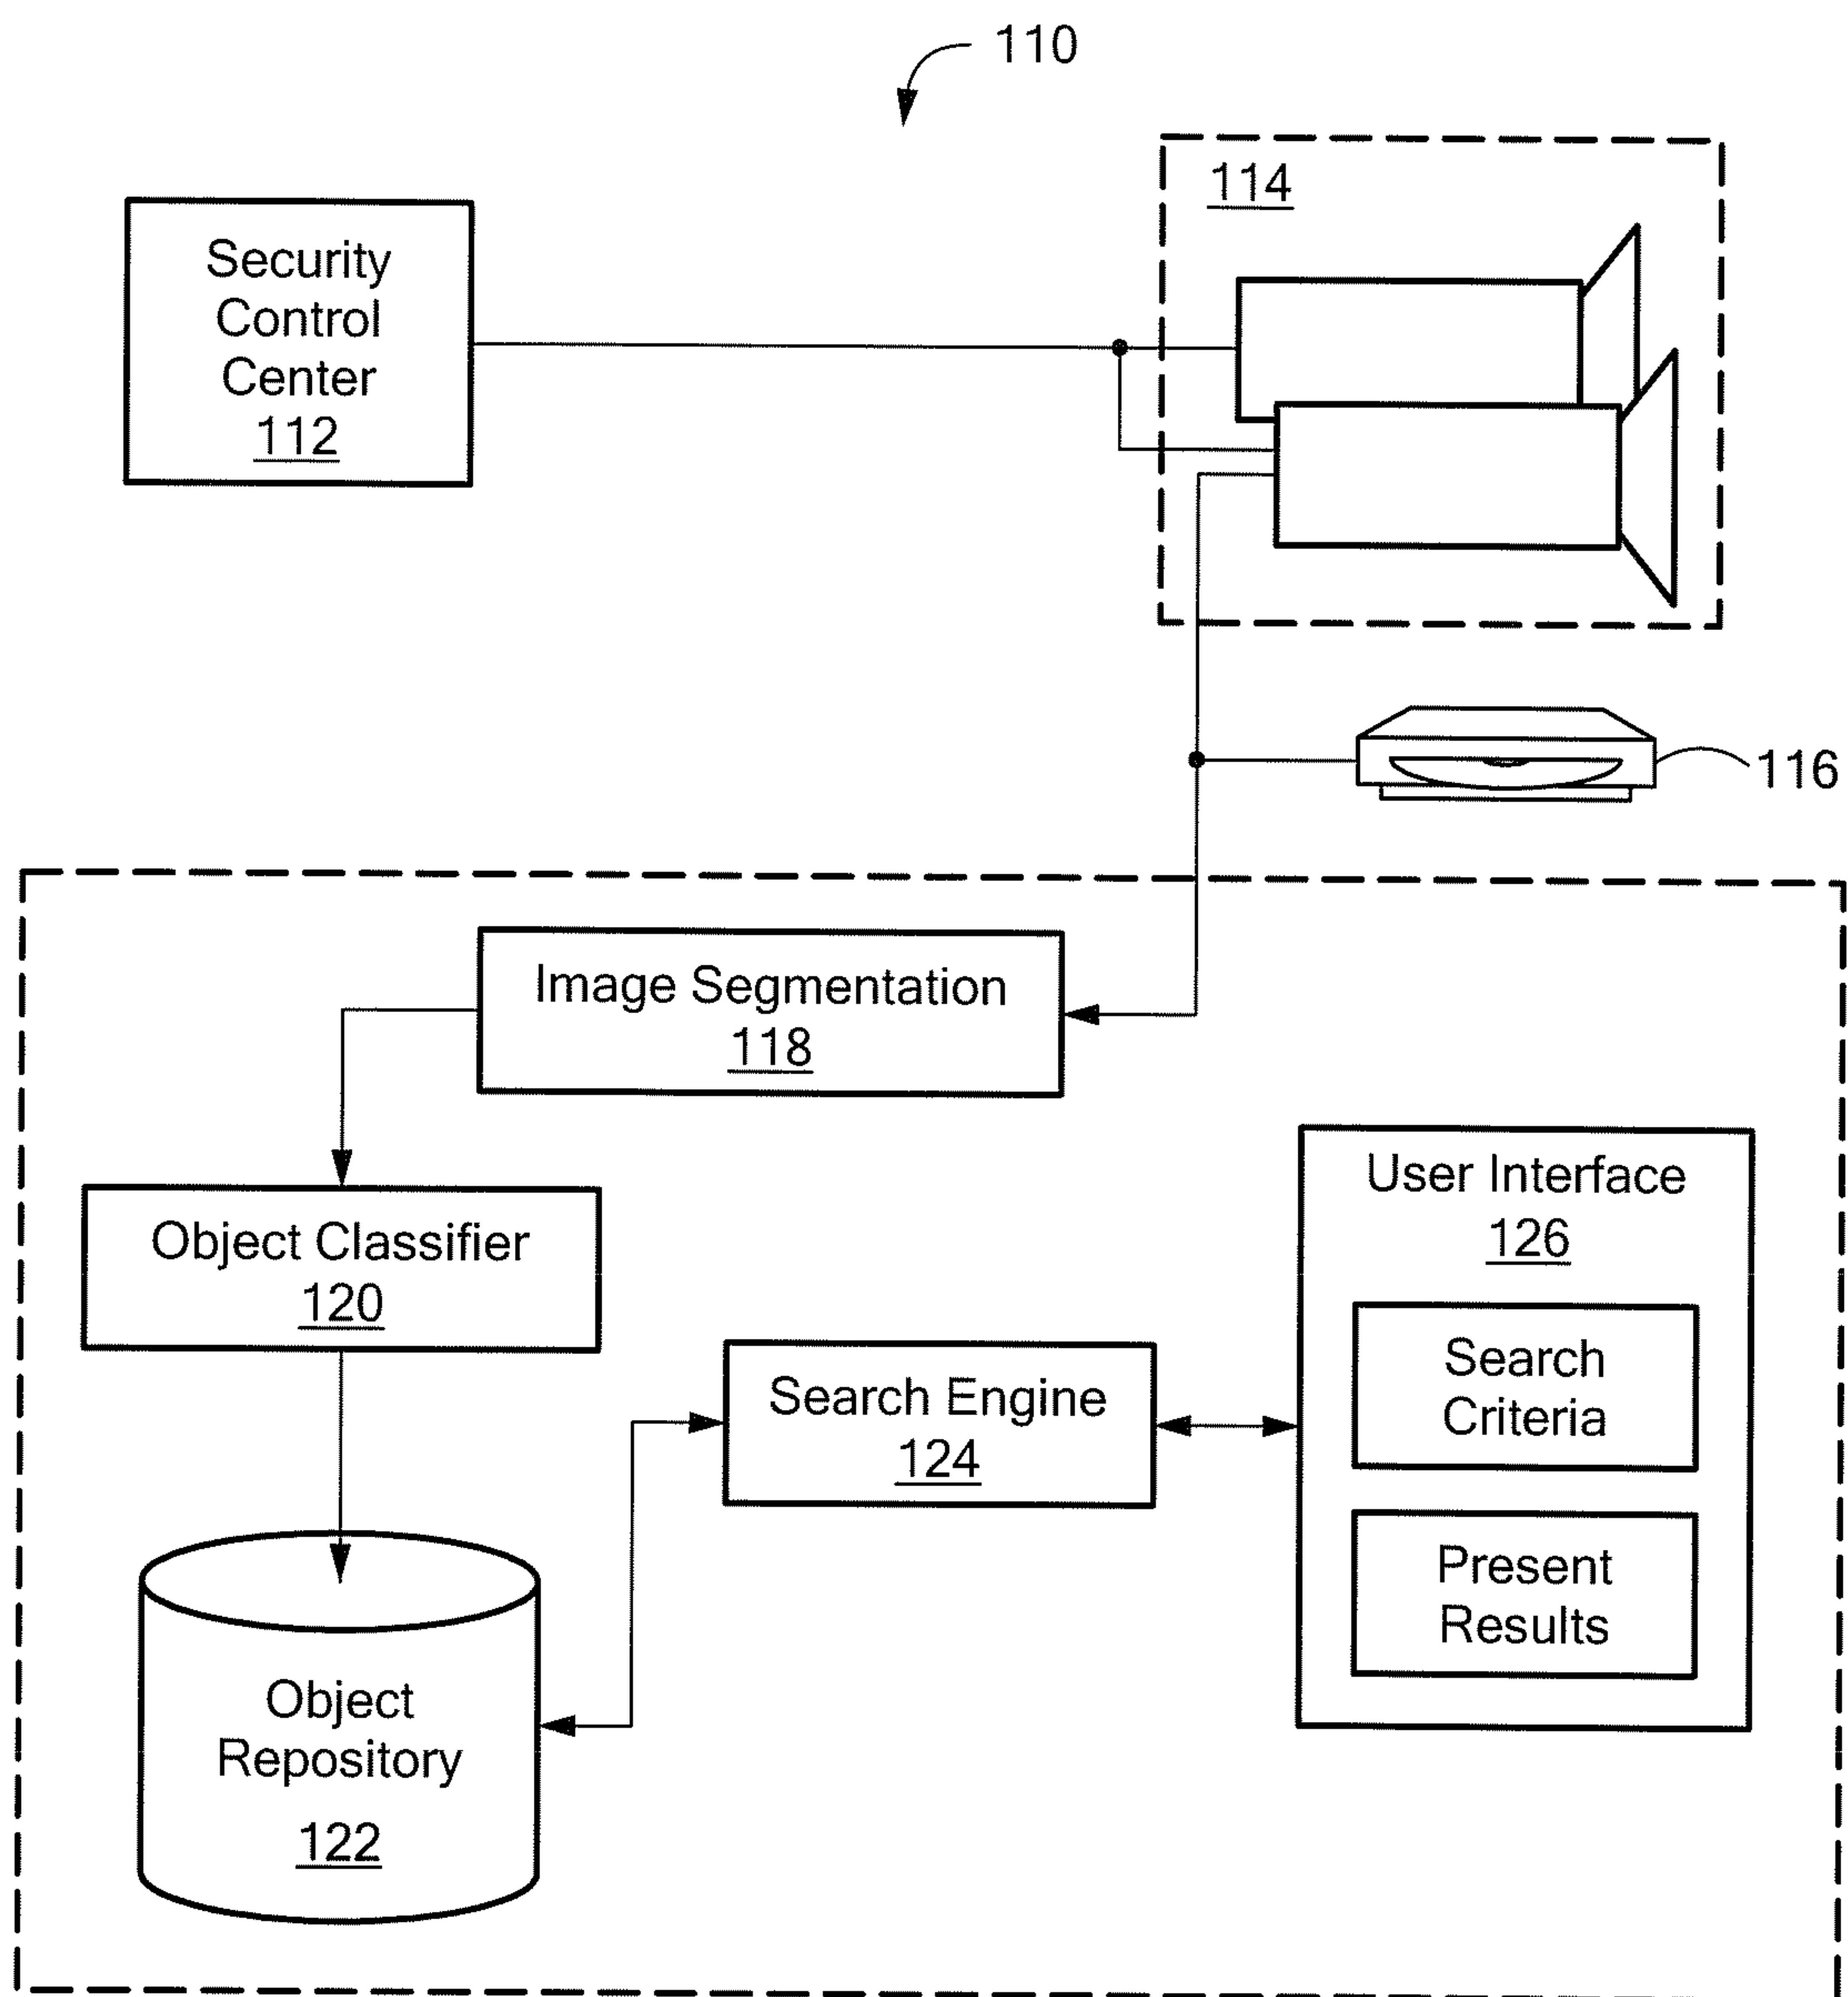 110
114
Security
Control
Center
112
116
Image Segmentation
118
Object Classifier
120
User Interface
126
Search
Criteria
Search Engine
124
Present
Results
Object
Repository
122